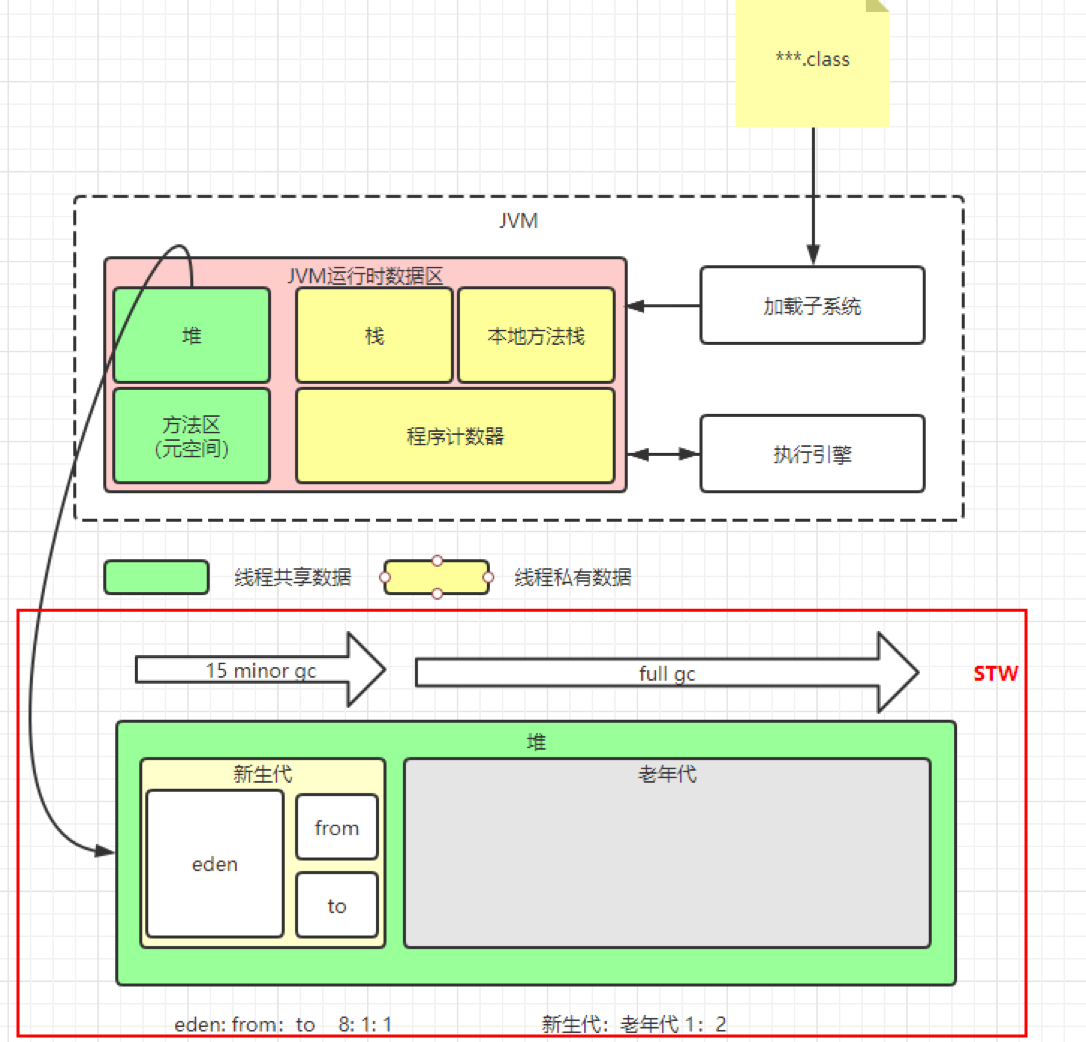 ***.class
JVM
JVM运行时数据区
堆
栈
本地方法栈
加载子系统
方法区
(元空间)
程序计数器
执行引擎
线程共享数据
线程私有数据
15 minor gc
full gc
STW
堆
新生代
老年代
eden
from
to
eden: from：to 8: 1: 1
新生代：老年代 1：2